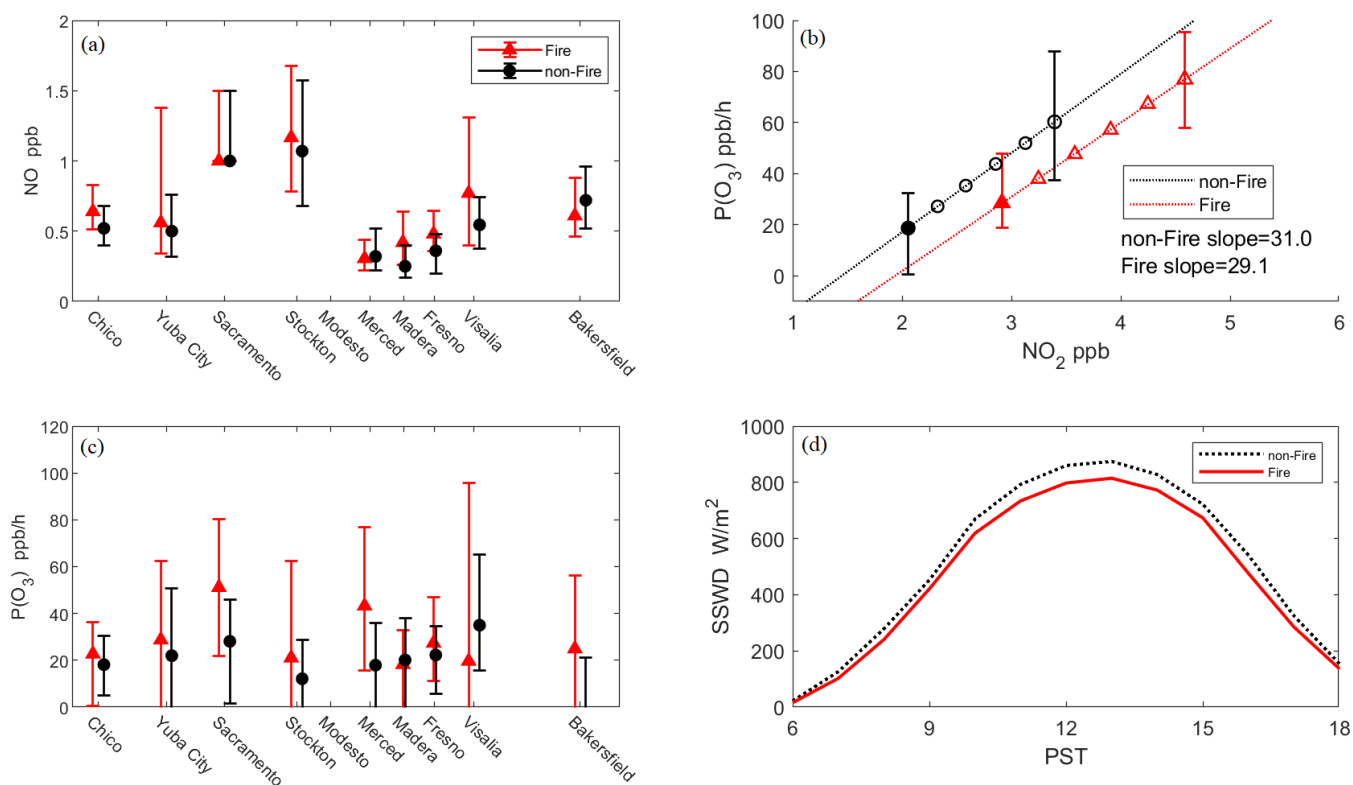 (a)
NO ppb
2
1.5
1
0.5
0
Fire
non-Fire
Chico
Yuba City
Sacramento
Stockton
Modesto
Merced
Madera
Fresno
Visalia
Bakersfield
(b)
P(O₃) ppb/h
100
80
60
40
20
0
non-Fire
Fire
non-Fire slope=31.0
Fire slope=29.1
1 2 3 4 5 6
NO₂ ppb
(c)
P(O₃) ppb/h
120
100
80
60
40
20
0
Chico
Yuba City
Sacramento
Stockton
Modesto
Merced
Madera
Fresno
Visalia
Bakersfield
(d)
SSWD W/m²
1000
800
600
400
200
0
non-Fire
Fire
6 9 12 15 18
PST